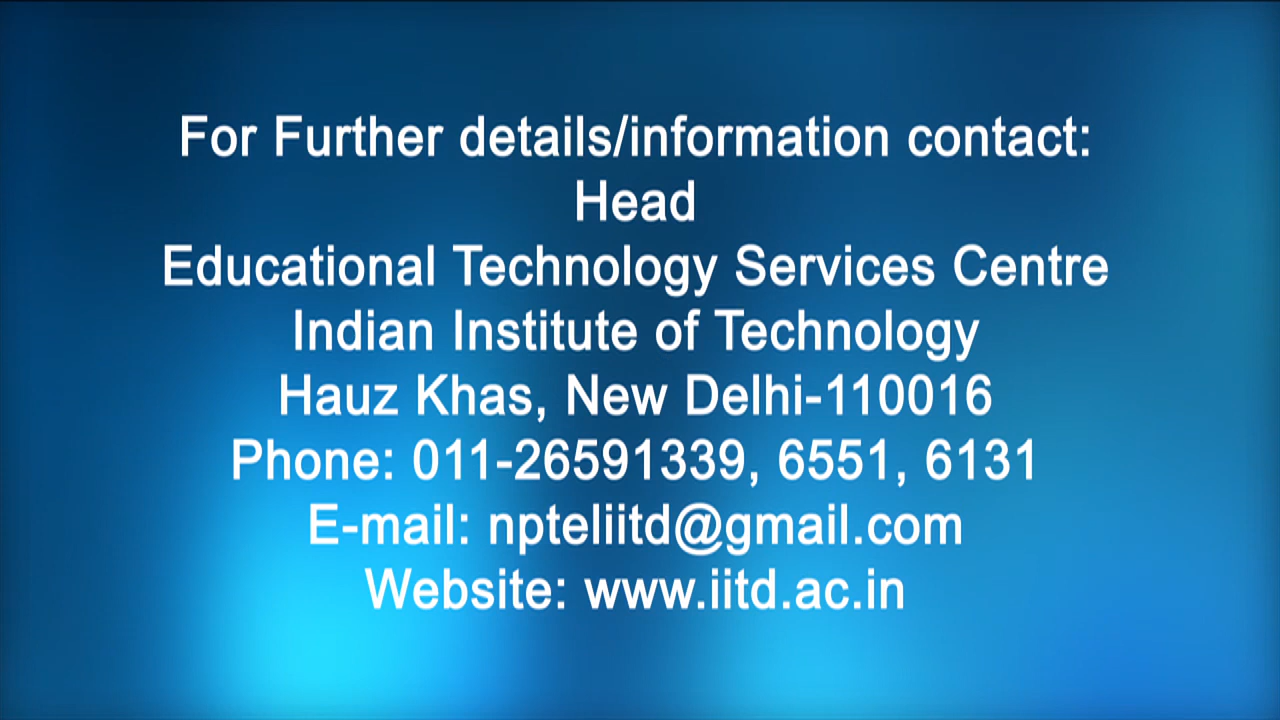 For Further details/information contact:
Head
Educational Technology Services Centre
Indian Institute of Technology
Hauz Khas, New Delhi-110016
Phone: 011-26591339, 6551, 6131
E-mail: npteliitd@gmail.com
Website: www.iitd.ac.in